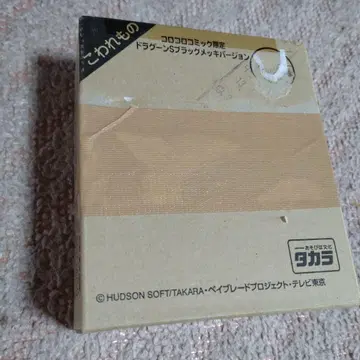 こわれもの
コロコロコミック限定
ドラグーンSブラックメッキバージョン
タカラ
©HUDSON SOFT/TAKARA・ベイブレードプロジェクト・テレビ東京